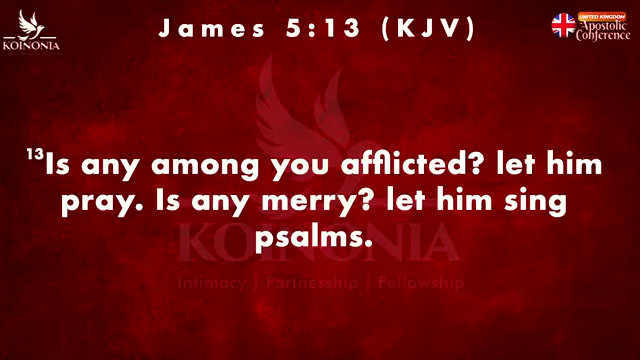 James 5:13 (KJV)
KOINONIA
UNITED KINGDOM
Apostolic
Conference
¹³Is any among you afflicted? let him
pray. Is any merry? let him sing
psalms.
KOINONIA
Intimacy | Partnership | Fellowship